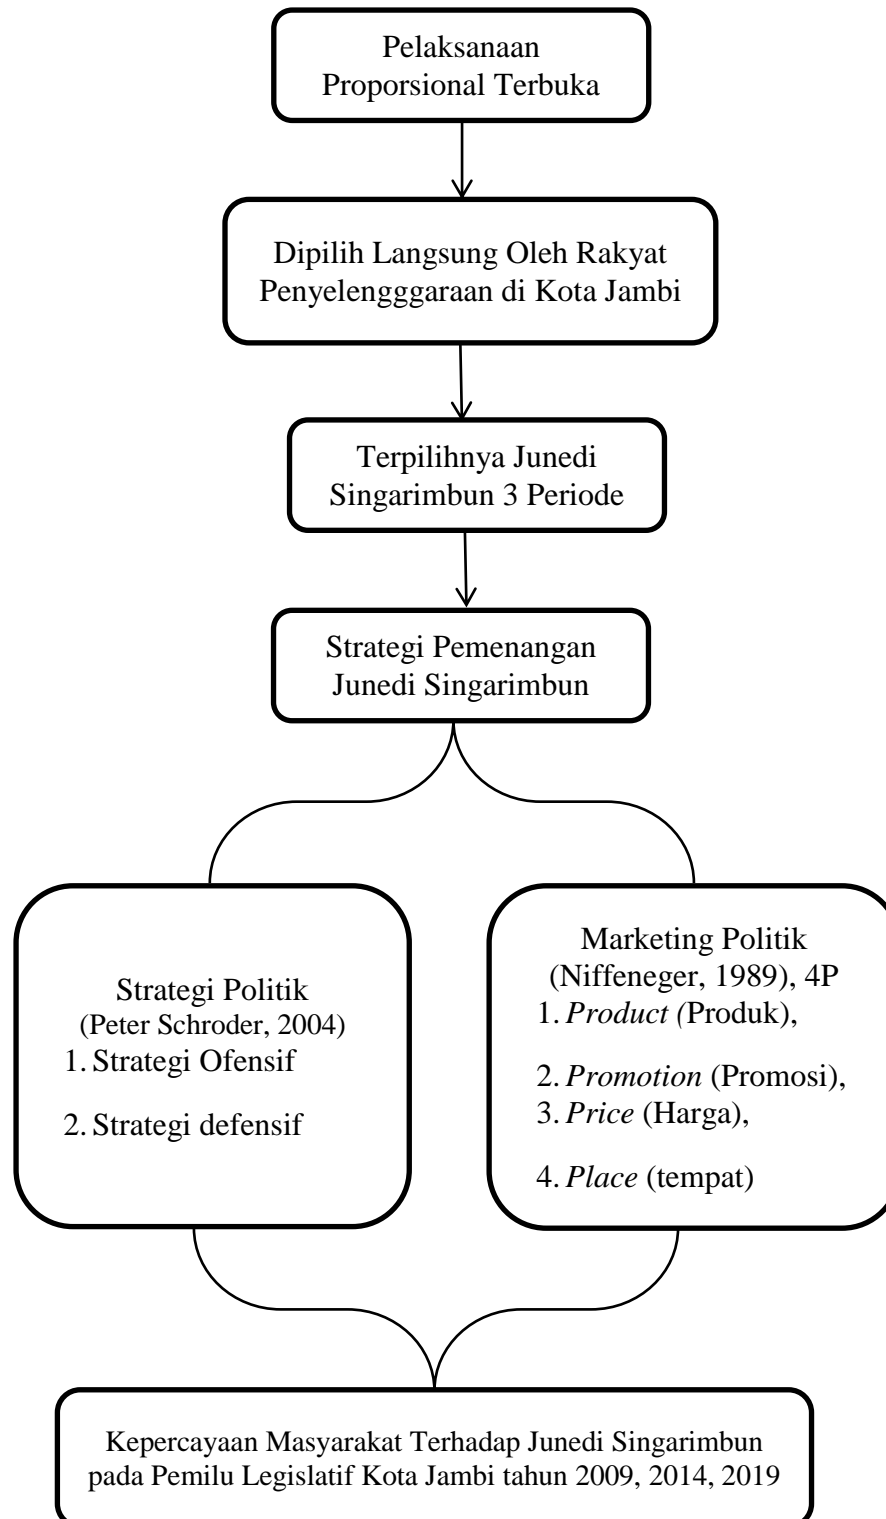 Pelaksanaan
Proporsional Terbuka
Dipilih Langsung Oleh Rakyat
Penyelengggaraan di Kota Jambi
Terpilihnya Junedi
Singarimbun 3 Periode
Strategi Pemenangan
Junedi Singarimbun
Strategi Politik
(Peter Schroder, 2004)
1. Strategi Ofensif
2. Strategi defensif
Marketing Politik
(Niffeneger, 1989), 4P
1. Product (Produk),
2. Promotion (Promosi),
3. Price (Harga),
4. Place (tempat)
Kepercayaan Masyarakat Terhadap Junedi Singarimbun
pada Pemilu Legislatif Kota Jambi tahun 2009, 2014, 2019